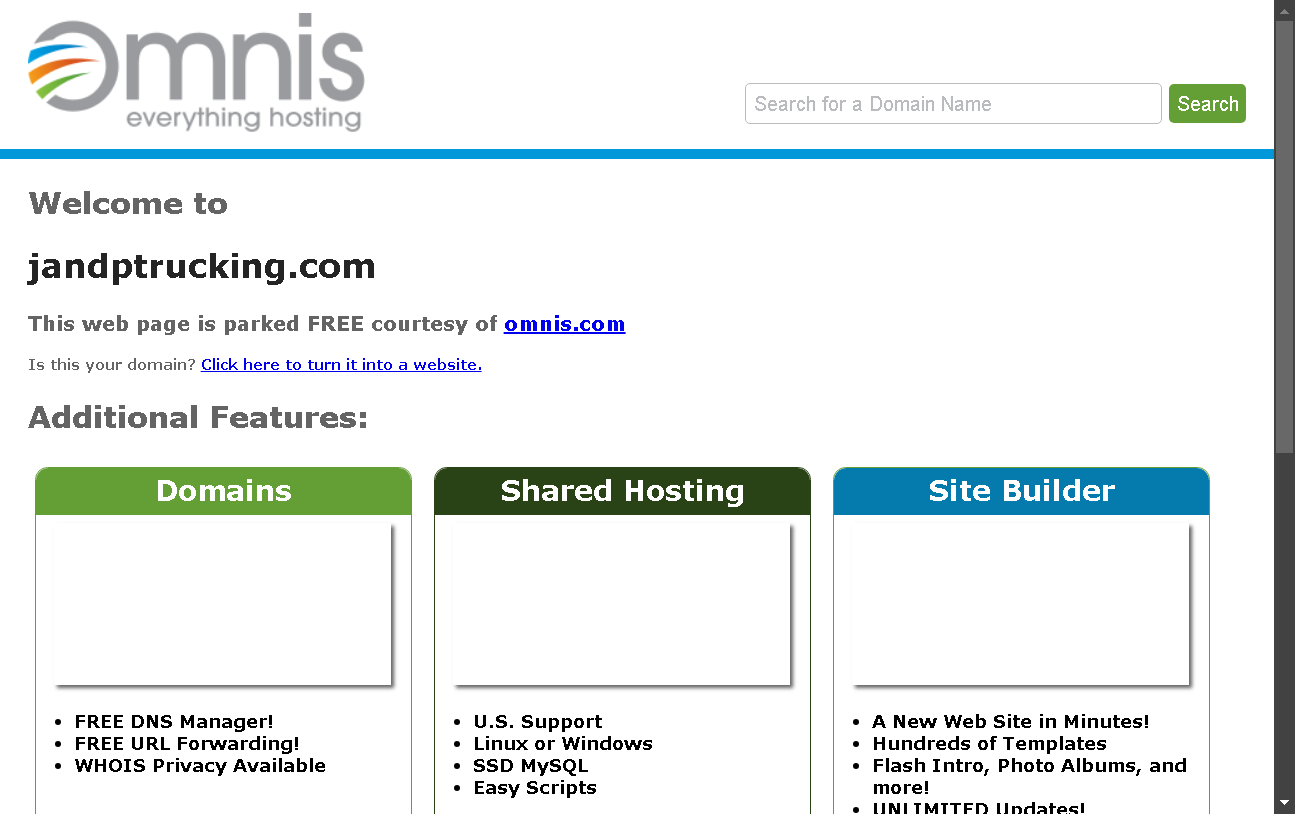 Omnis
everything hosting
Search for a Domain Name
Search
Welcome to
jandptrucking.com
This web page is parked FREE courtesy of omnis.com
Is this your domain? Click here to turn it into a website.
Additional Features:
Domains
FREE DNS Manager!
FREE URL Forwarding!
WHOIS Privacy Available
Shared Hosting
U.S. Support
Linux or Windows
SSD MySQL
Easy Scripts
Site Builder
A New Web Site in Minutes!
Hundreds of Templates
Flash Intro, Photo Albums, and
more!
UNLIMITED Updates!